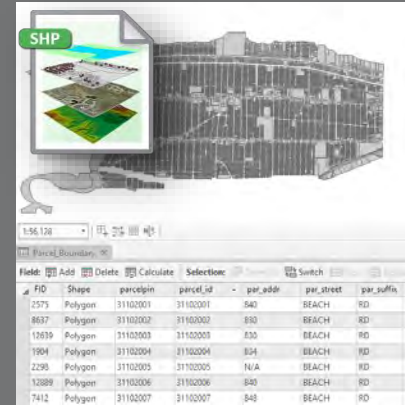 SHP
1:56,128
Parcel_Boundary
Field: Add Delete Calculate Selection: Switch
FID Shape parcelpin parcel_id par_addr par_street par_suffix
2575 Polygon 31102001 31102001 840 BEACH RD
8637 Polygon 31102002 31102002 830 BEACH RD
12639 Polygon 31102003 31102003 830 BEACH RD
1904 Polygon 31102004 31102004 834 BEACH RD
2298 Polygon 31102005 31102005 N/A BEACH RD
12889 Polygon 31102006 31102006 840 BEACH RD
7412 Polygon 31102007 31102007 848 BEACH RD